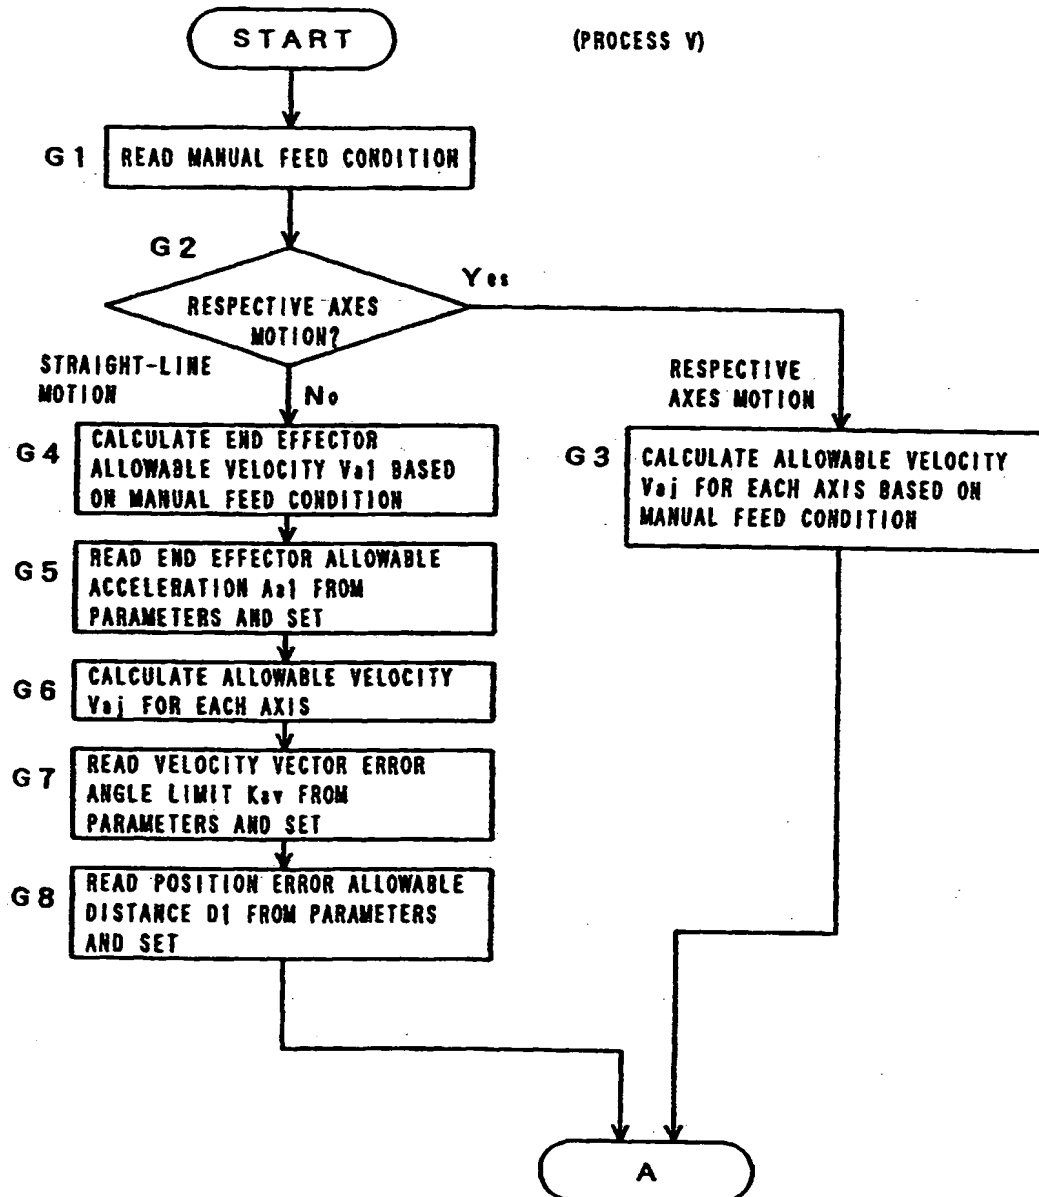 START
(PROCESS V)
G1
READ MANUAL FEED CONDITION
G2
RESPECTIVE AXES
MOTION?
Yes
STRAIGHT-LINE
MOTION
No
RESPECTIVE
AXES MOTION
G4
CALCULATE END EFFECTOR
ALLOWABLE VELOCITY Val BASED
ON MANUAL FEED CONDITION
G3
CALCULATE ALLOWABLE VELOCITY
Vaj FOR EACH AXIS BASED ON
MANUAL FEED CONDITION
G5
READ END EFFECTOR ALLOWABLE
ACCELERATION Aal FROM
PARAMETERS AND SET
G6
CALCULATE ALLOWABLE VELOCITY
Vaj FOR EACH AXIS
G7
READ VELOCITY VECTOR ERROR
ANGLE LIMIT Kav FROM
PARAMETERS AND SET
G8
READ POSITION ERROR ALLOWABLE
DISTANCE Dl FROM PARAMETERS
AND SET
A